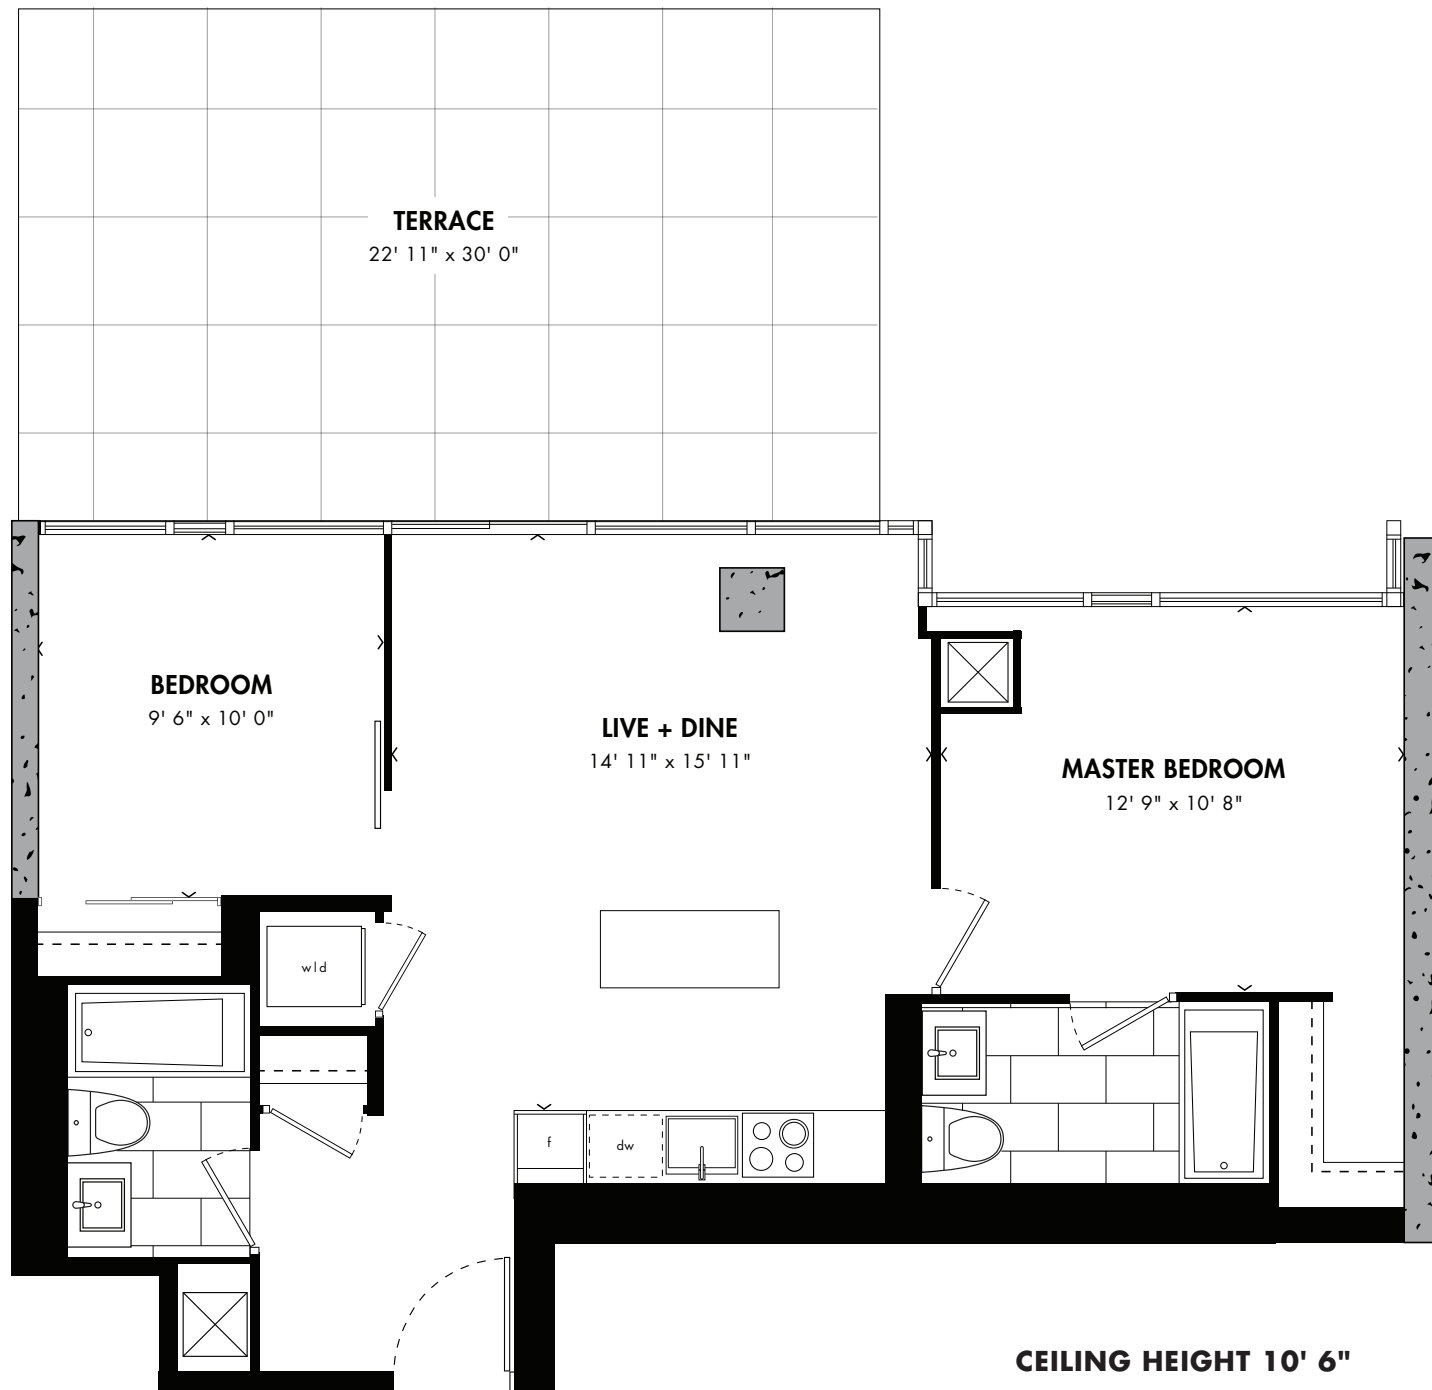 TERRACE
22' 11" x 30' 0"
BEDROOM
9' 6" x 10' 0"
LIVE + DINE
14' 11" x 15' 11"
MASTER BEDROOM
12' 9" x 10' 8"
wld
f
dw
CEILING HEIGHT 10' 6"